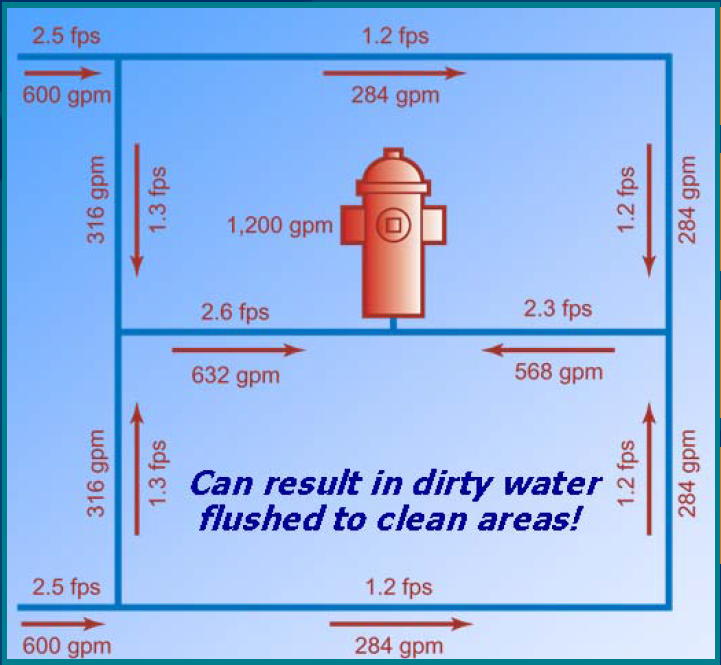 2.5 fps
1.2 fps
600 gpm
284 gpm
316 gpm
1.3 fps
1,200 gpm
1.2 fps
284 gpm
2.6 fps
2.3 fps
632 gpm
568 gpm
316 gpm
1.3 fps
Can result in dirty water
flushed to clean areas!
1.2 fps
284 gpm
2.5 fps
1.2 fps
600 gpm
284 gpm